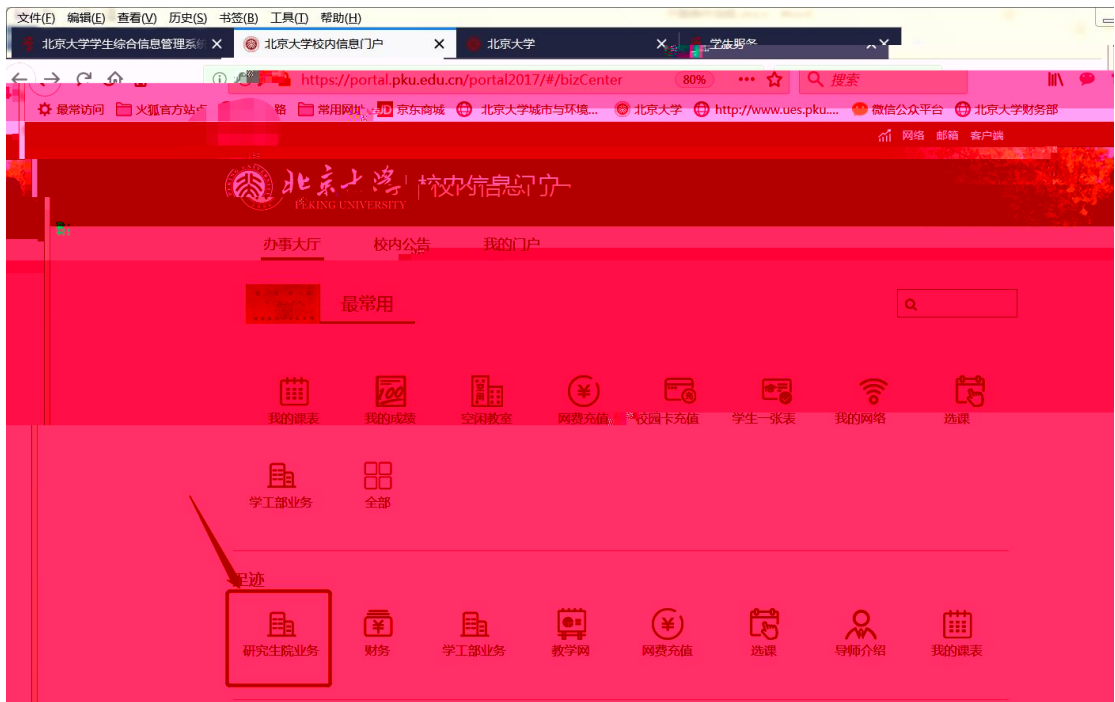 文件(F) 编辑(E) 查看(V) 历史(S) 书签(B) 工具(T) 帮助(H)
北京大学学生综合信息管理系统 北京大学校内信息门户 北京大学
https://portal.pku.edu.cn/portal2017/#/bizCenter 80% 搜索
最常访问 火狐官方站点 常用网址 JD 京东商城 北京大学城市与环境... 北京大学 http://www.ues.pku.... 微信公众平台 北京大学财务部
网络 邮箱 客户端
北京大学 校内信息门户
PEKING UNIVERSITY
办事大厅 校内公告 我的门户
最常用
我的课表 我的成绩 空闲教室 网费充值 校园卡充值 学生一张表 我的网络 选课
学工部业务 全部
足迹
研究生院业务 财务 学工部业务 教学网 网费充值 选课 导师介绍 我的课表